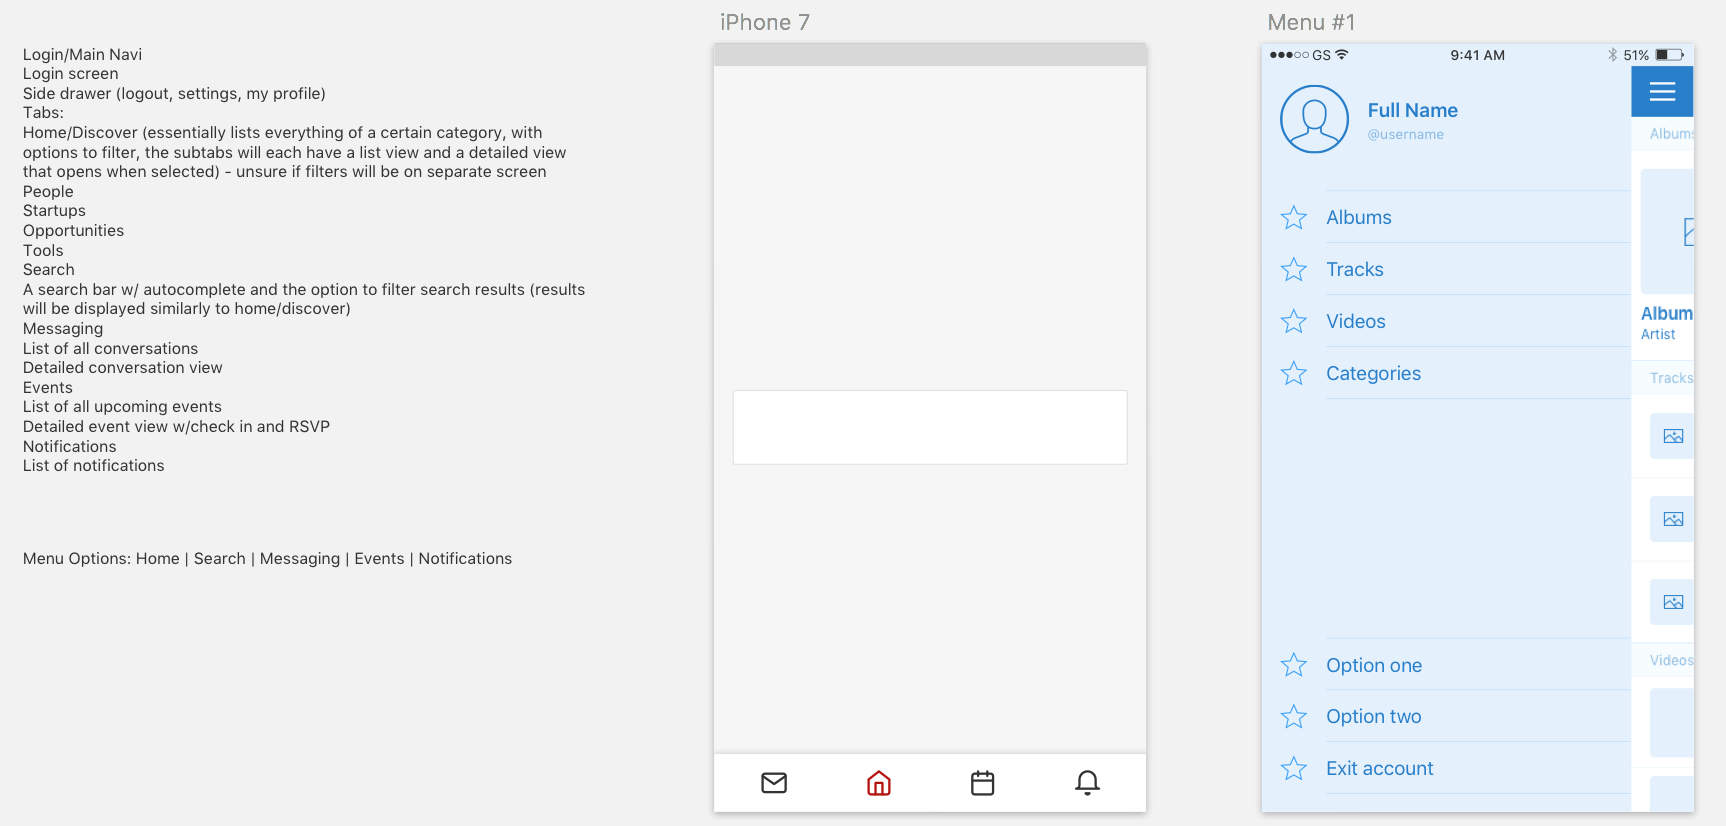 Login/Main Navi
Login screen
Side drawer (logout, settings, my profile)
Tabs:
Home/Discover (essentially lists everything of a certain category, with
options to filter, the subtabs will each have a list view and a detailed view
that opens when selected) - unsure if filters will be on separate screen
People
Startups
Opportunities
Tools
Search
A search bar w/ autocomplete and the option to filter search results (results
will be displayed similarly to home/discover)
Messaging
List of all conversations
Detailed conversation view
Events
List of all upcoming events
Detailed event view w/check in and RSVP
Notifications
List of notifications
Menu Options: Home | Search | Messaging | Events | Notifications
iPhone 7
Menu #1
GS 9:41 AM 51%
Full Name
@username
Albums
Tracks
Videos
Categories
Option one
Option two
Exit account
Albums
Album
Artist
Tracks
Videos